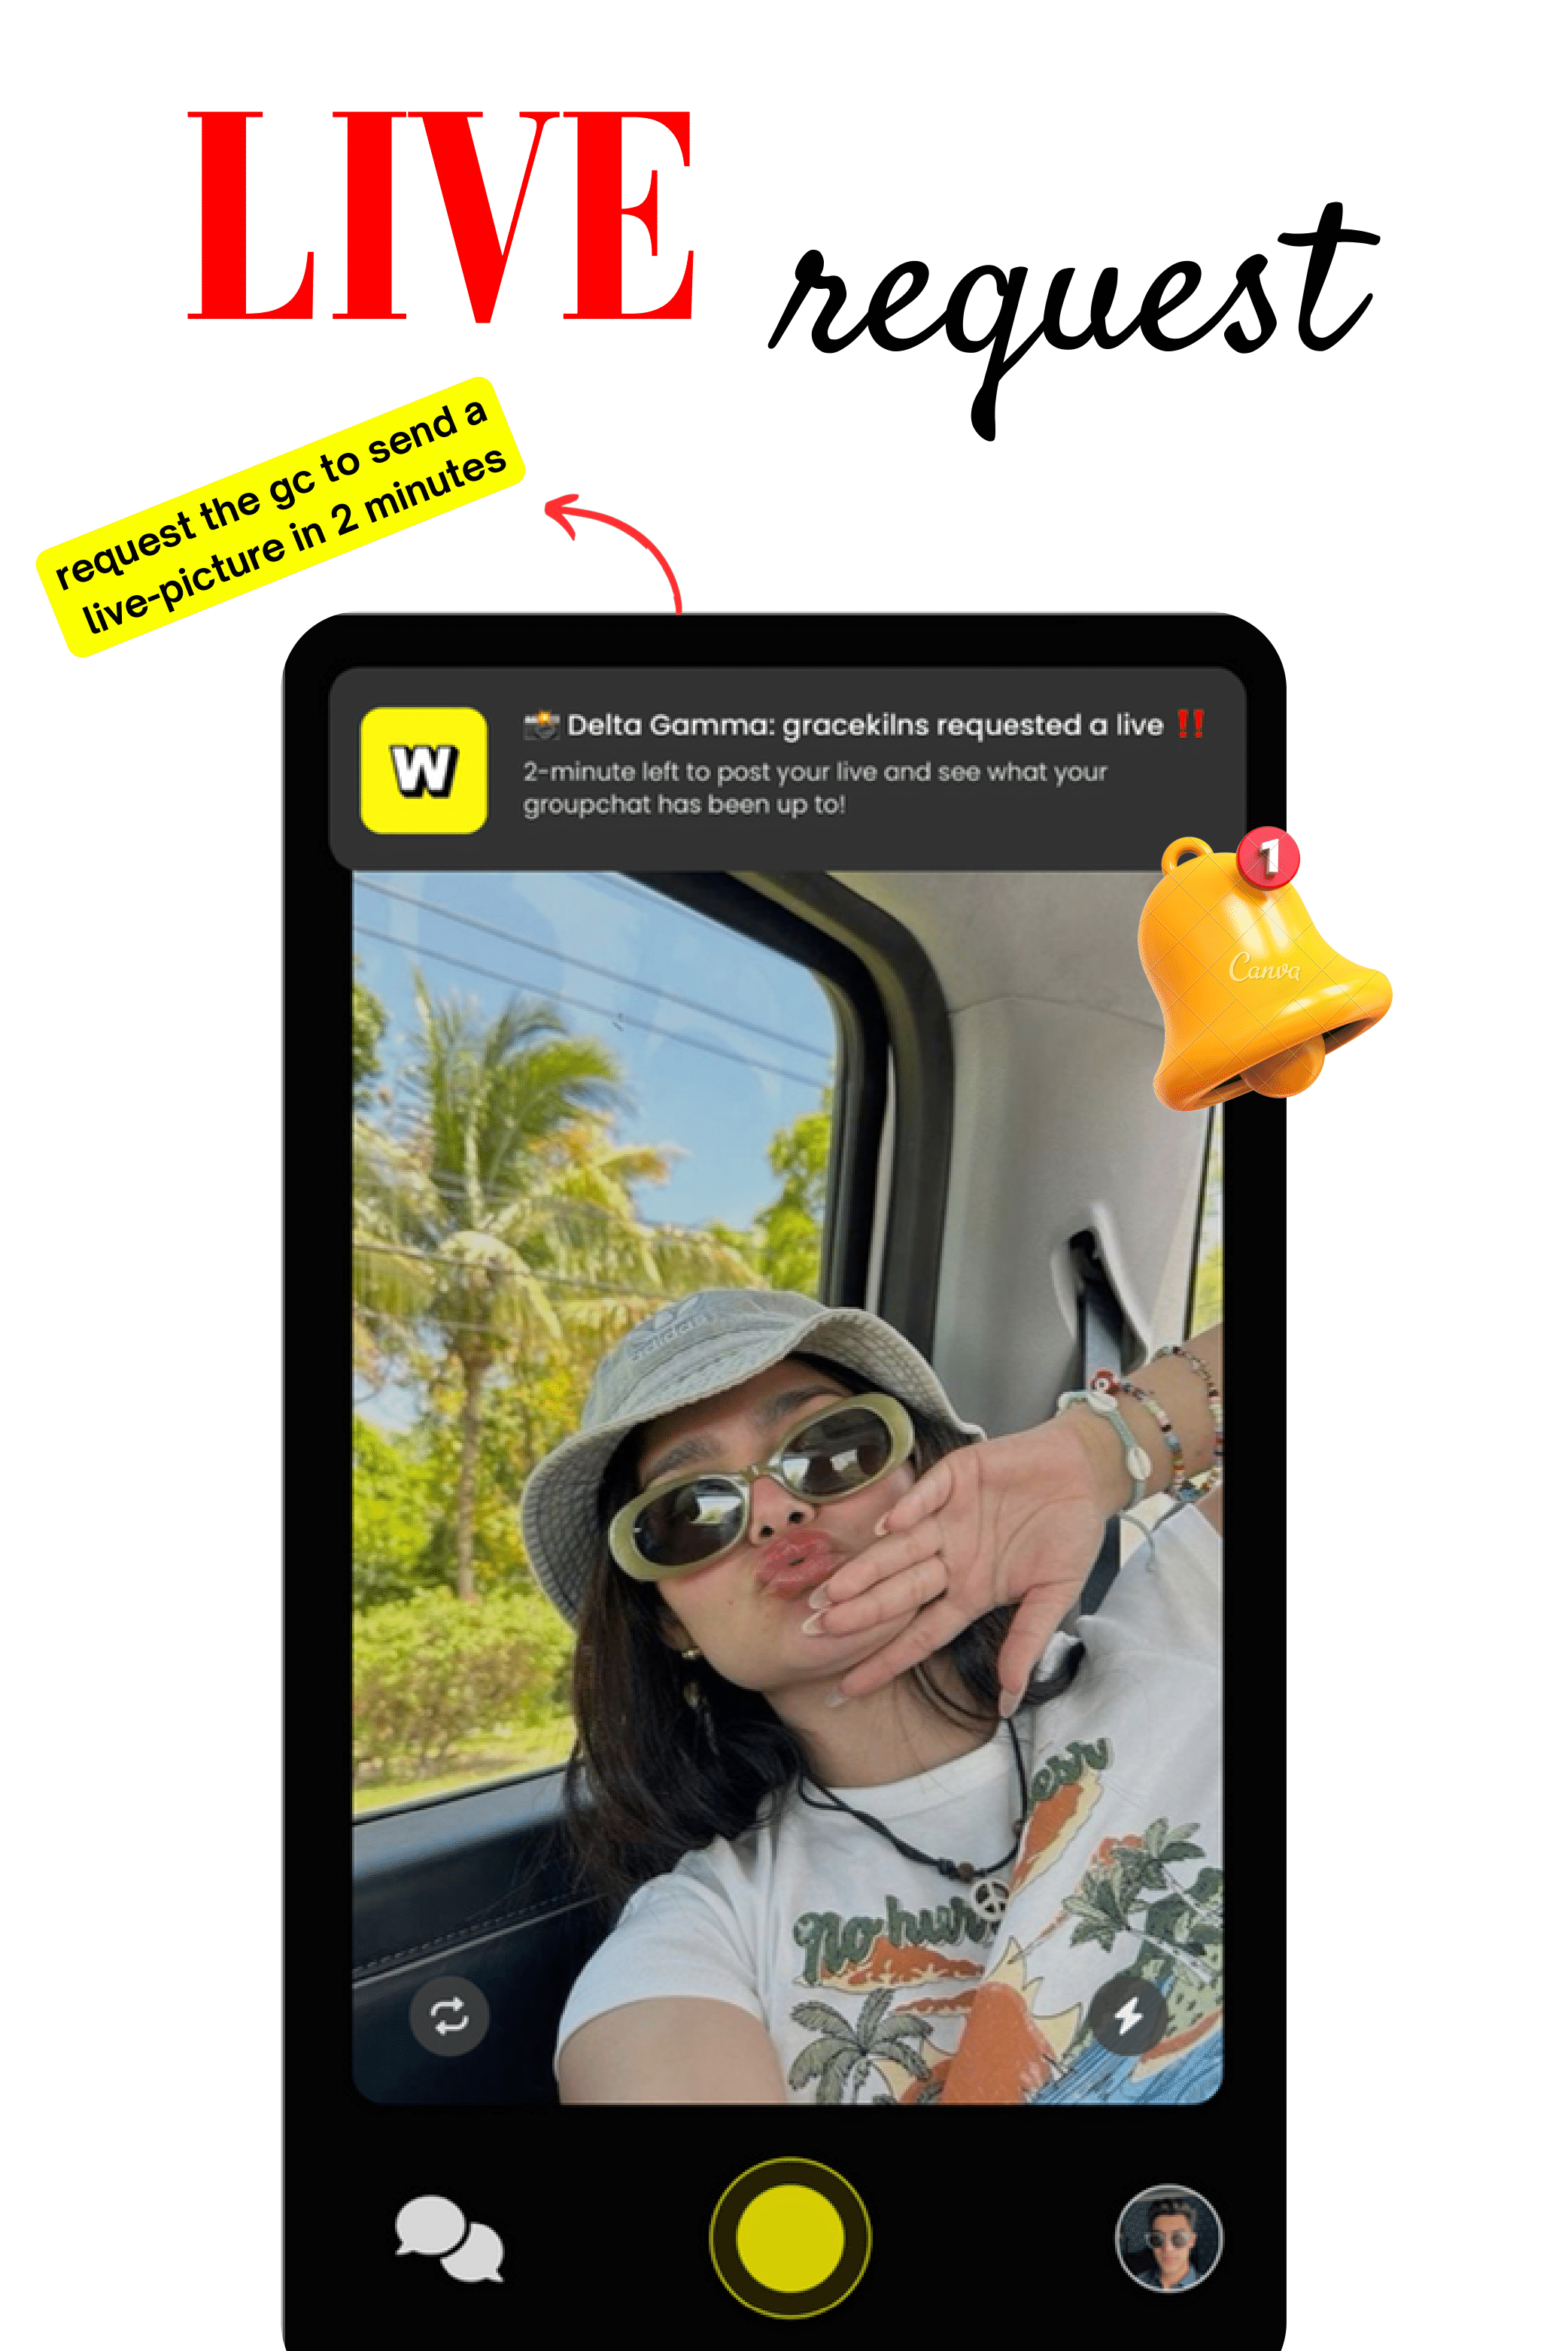 LIVE request
request the gc to send a
live-picture in 2 minutes
W
📸 Delta Gamma: gracekilns requested a live ‼️
2-minute left to post your live and see what your
groupchat has been up to!
1
Canva
adidas
no hur